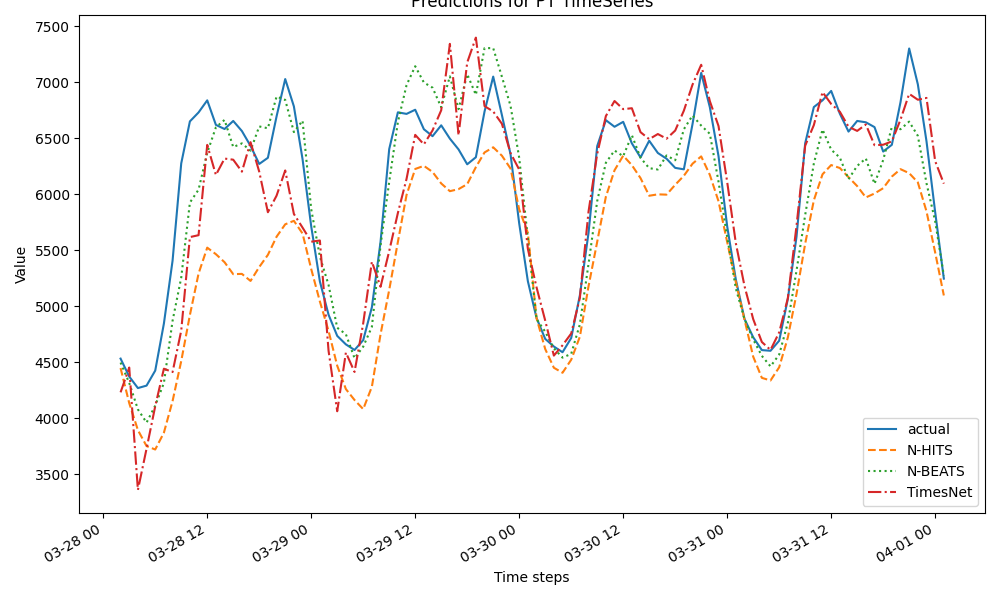 Predictions for PT TimeSeries
7500
7000
6500
6000
5500
5000
4500
4000
3500
Value
actual
N-HITS
N-BEATS
TimesNet
03-28 00
03-28 12
03-29 00
03-29 12
03-30 00
03-30 12
03-31 00
03-31 12
04-01 00
Time steps